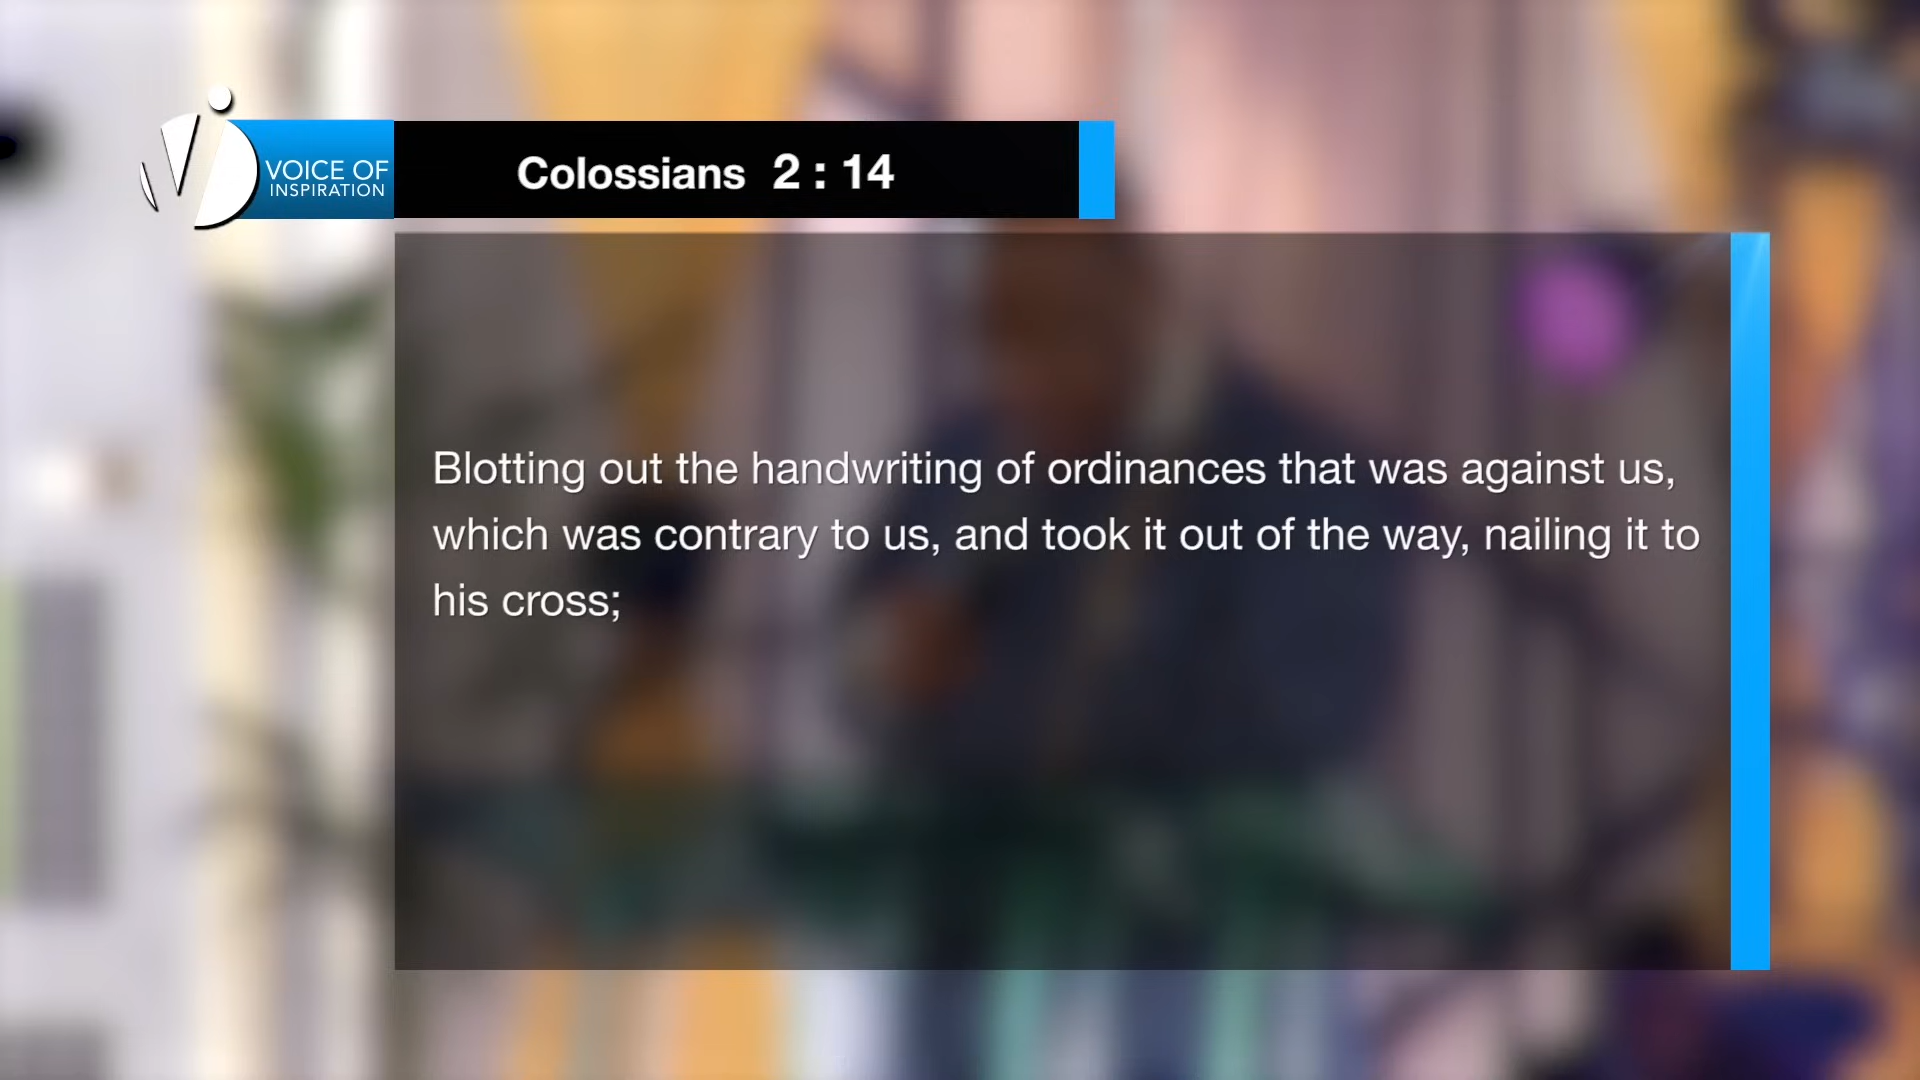 VOICE OF
INSPIRATION
Colossians 2 : 14
Blotting out the handwriting of ordinances that was against us,
which was contrary to us, and took it out of the way, nailing it to
his cross;